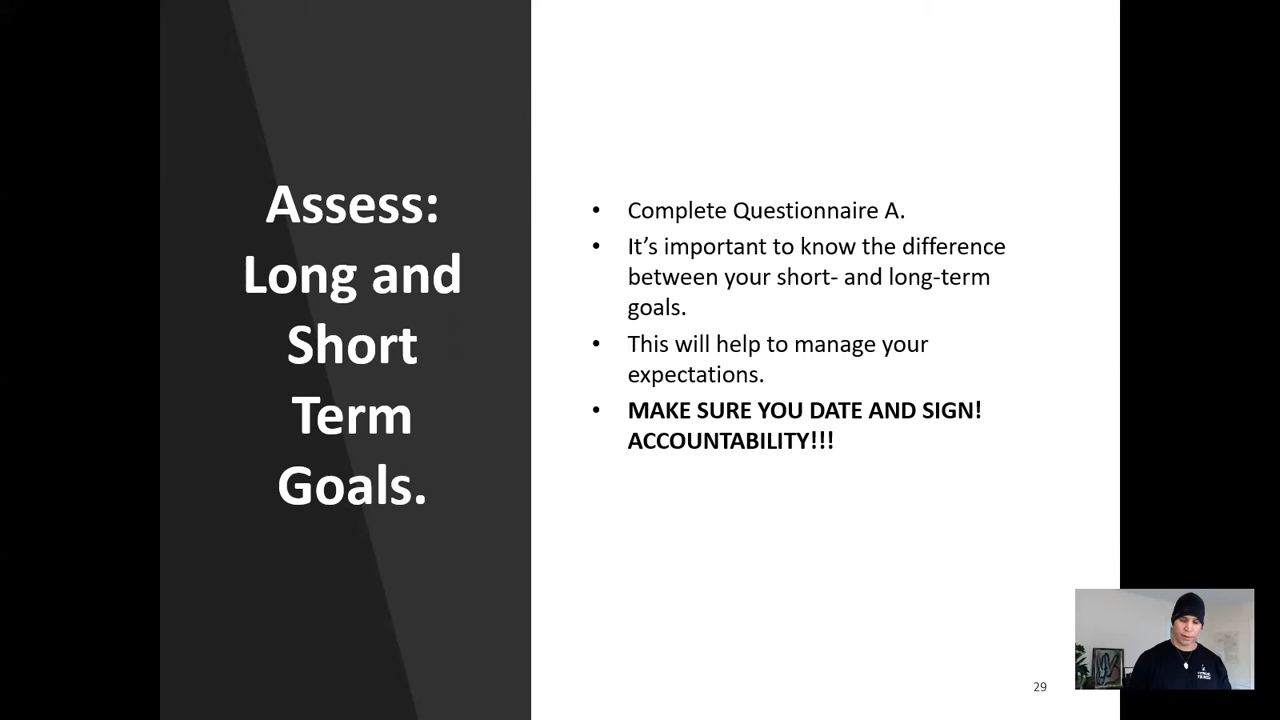 Assess:
Long and
Short
Term
Goals.
• Complete Questionnaire A.
• It’s important to know the difference
between your short- and long-term
goals.
• This will help to manage your
expectations.
• MAKE SURE YOU DATE AND SIGN!
ACCOUNTABILITY!!!
29